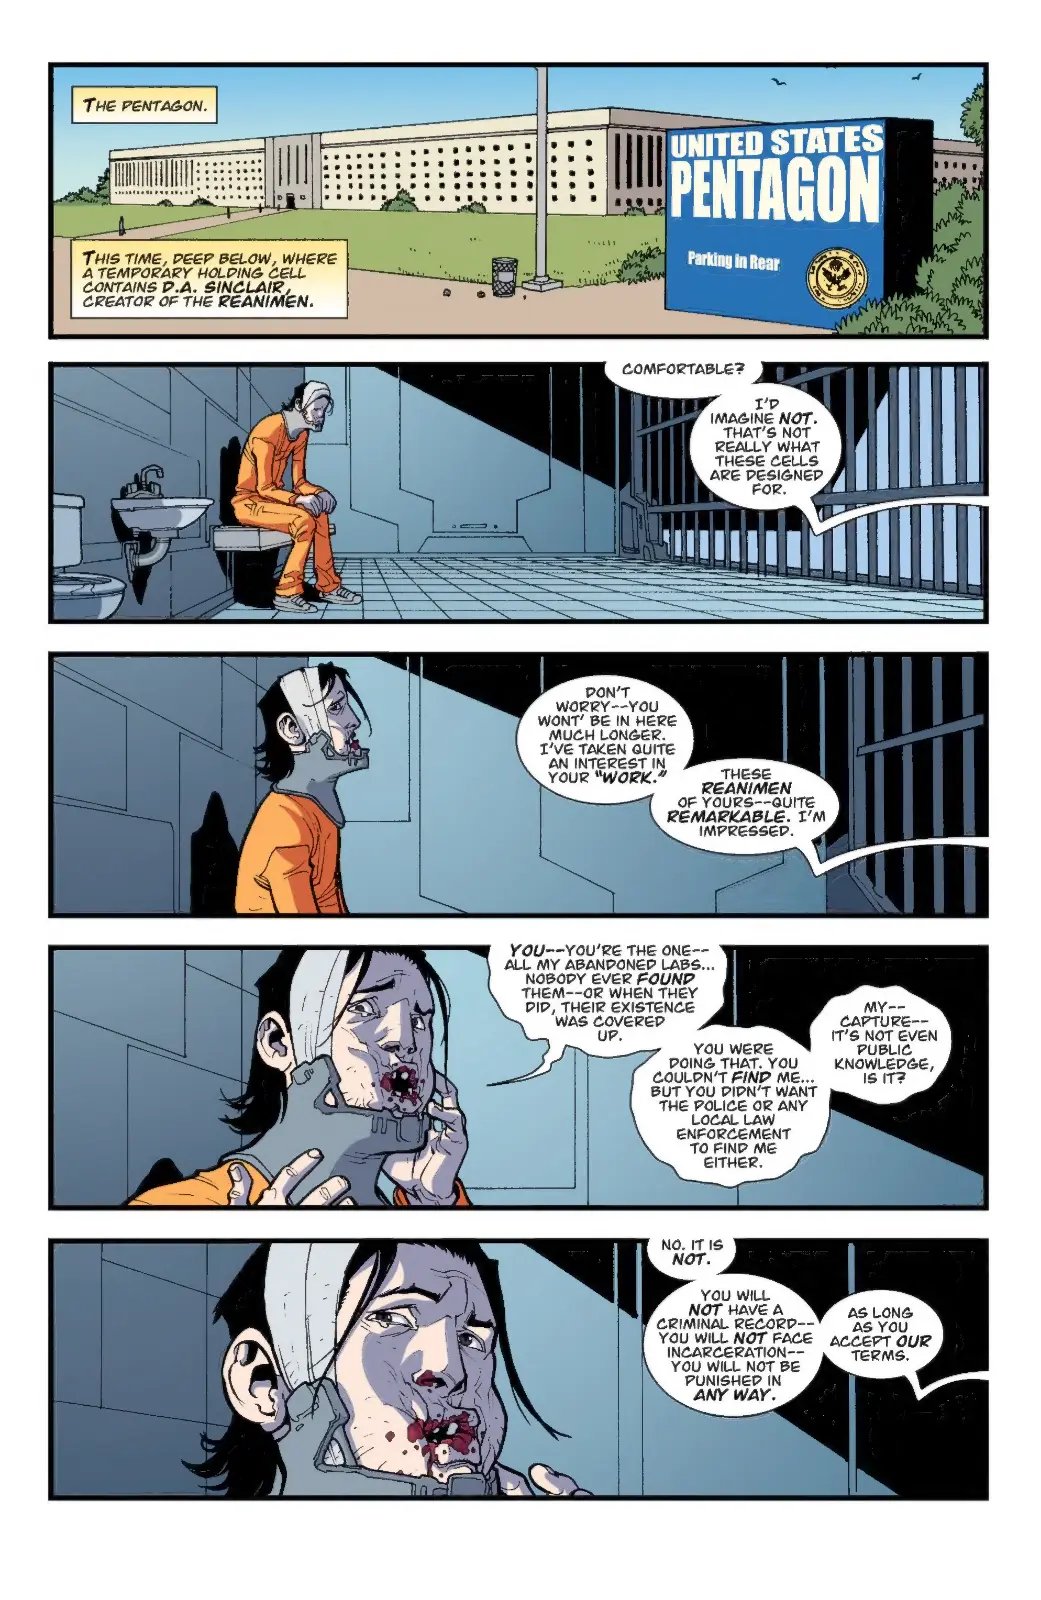 THE PENTAGON.
UNITED STATES
PENTAGON
Parking in Rear
THIS TIME, DEEP BELOW, WHERE
A TEMPORARY HOLDING CELL
CONTAINS D.A. SINCLAIR,
CREATOR OF THE REANIMEN.
COMFORTABLE?
I'D
IMAGINE NOT.
THAT'S NOT
REALLY WHAT
THESE CELLS
ARE DESIGNED
FOR.
DON'T
WORRY--YOU
WONT' BE IN HERE
MUCH LONGER.
I'VE TAKEN QUITE
AN INTEREST IN
YOUR "WORK."
THESE
REANIMEN
OF YOURS--QUITE
REMARKABLE. I'M
IMPRESSED.
YOU--YOU'RE THE ONE--
ALL MY ABANDONED LABS...
NOBODY EVER FOUND
THEM--OR WHEN THEY
DID, THEIR EXISTENCE
WAS COVERED
UP.
YOU WERE
DOING THAT. YOU
COULDN'T FIND ME...
BUT YOU DIDN'T WANT
THE POLICE OR ANY
LOCAL LAW
ENFORCEMENT
TO FIND ME
EITHER.
MY--
CAPTURE--
IT'S NOT EVEN
PUBLIC
KNOWLEDGE,
IS IT?
NO. IT IS
NOT.
YOU WILL
NOT HAVE A
CRIMINAL RECORD--
YOU WILL NOT FACE
INCARCERATION--
YOU WILL NOT BE
PUNISHED IN
ANY WAY.
AS LONG
AS YOU
ACCEPT OUR
TERMS.